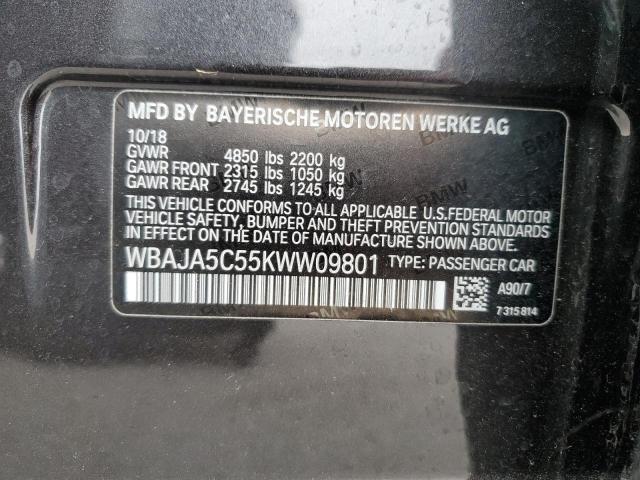 MFD BY BAYERISCHE MOTOREN WERKE AG
10/18
GVWR 4850 lbs 2200 kg
GAWR FRONT 2315 lbs 1050 kg
GAWR REAR 2745 lbs 1245 kg
THIS VEHICLE CONFORMS TO ALL APPLICABLE U.S.FEDERAL MOTOR
VEHICLE SAFETY, BUMPER AND THEFT PREVENTION STANDARDS
IN EFFECT ON THE DATE OF MANUFACTURE SHOWN ABOVE.
WBAJA5C55KWW09801 TYPE: PASSENGER CAR
A90/7
7315814
BMW